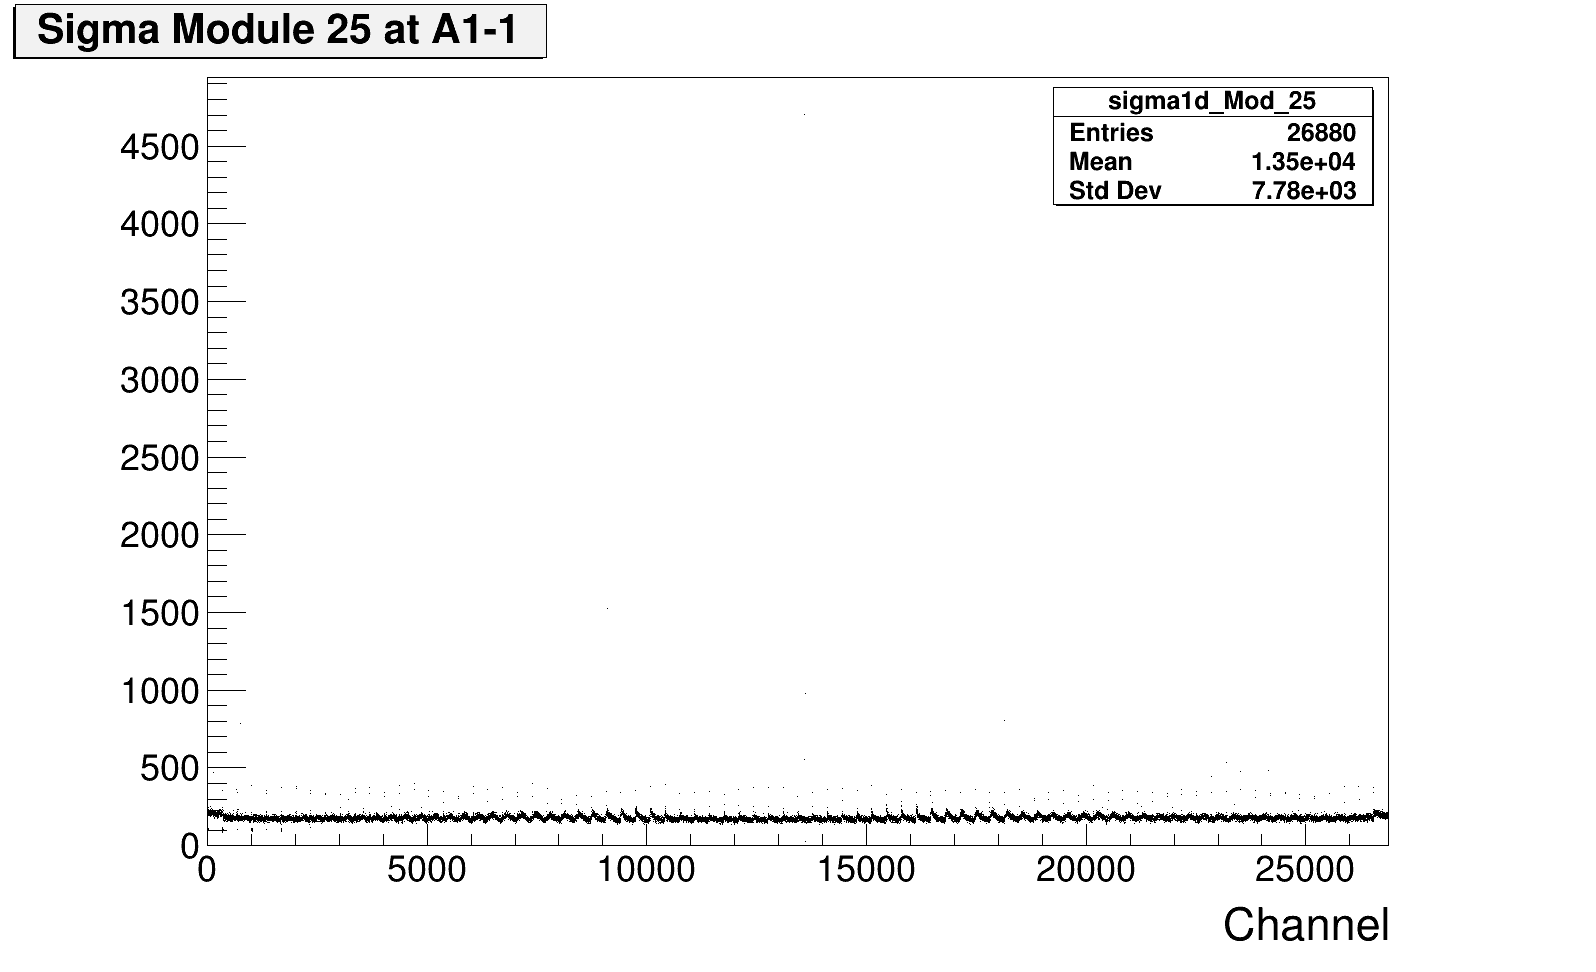 Sigma Module 25 at A1-1
sigma1d_Mod_25
Entries 26880
Mean 1.35e+04
Std Dev 7.78e+03
4500
4000
3500
3000
2500
2000
1500
1000
500
0
0 5000 10000 15000 20000 25000
Channel